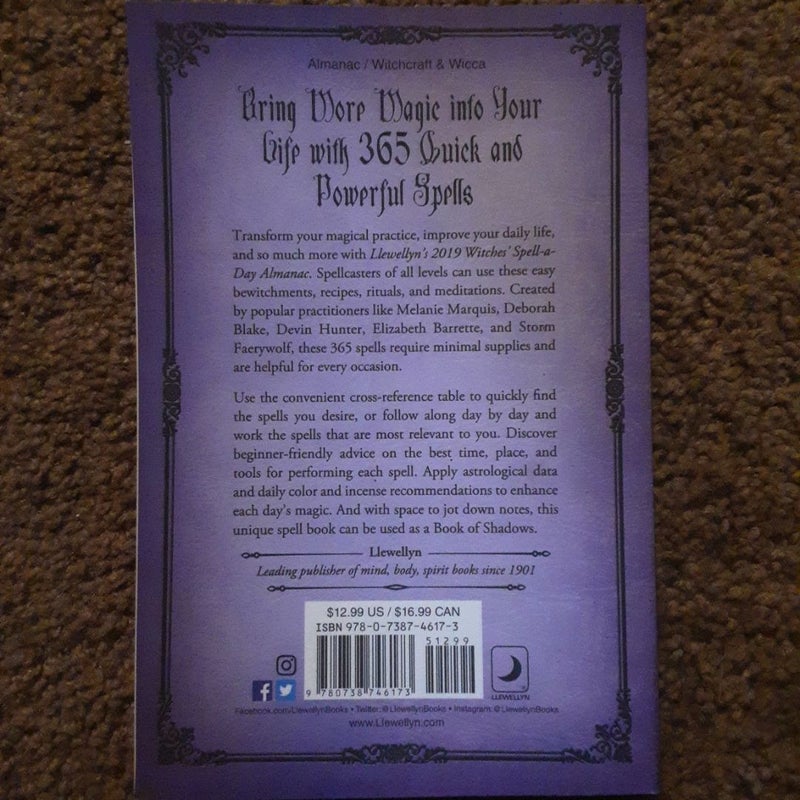 Almanac / Witchcraft & Wicca
Bring More Magic into Your
Life with 365 Quick and
Powerful Spells
Transform your magical practice, improve your daily life,
and so much more with Llewellyn's 2019 Witches' Spell-a-
Day Almanac. Spellcasters of all levels can use these easy
bewitchments, recipes, rituals, and meditations. Created
by popular practitioners like Melanie Marquis, Deborah
Blake, Devin Hunter, Elizabeth Barrette, and Storm
Faerywolf, these 365 spells require minimal supplies and
are helpful for every occasion.
Use the convenient cross-reference table to quickly find
the spells you desire, or follow along day by day and
work the spells that are most relevant to you. Discover
beginner-friendly advice on the best time, place, and
tools for performing each spell. Apply astrological data
and daily color and incense recommendations to enhance
each day's magic. And with space to jot down notes, this
unique spell book can be used as a Book of Shadows.
Llewellyn
Leading publisher of mind, body, spirit books since 1901
$12.99 US / $16.99 CAN
ISBN 978-0-7387-4617-3
51299
9 780738 746173
LLEWELLYN
Facebook.com/LlewellynBooks • Twitter: @LlewellynBooks • Instagram: @LlewellynBooks
www.Llewellyn.com